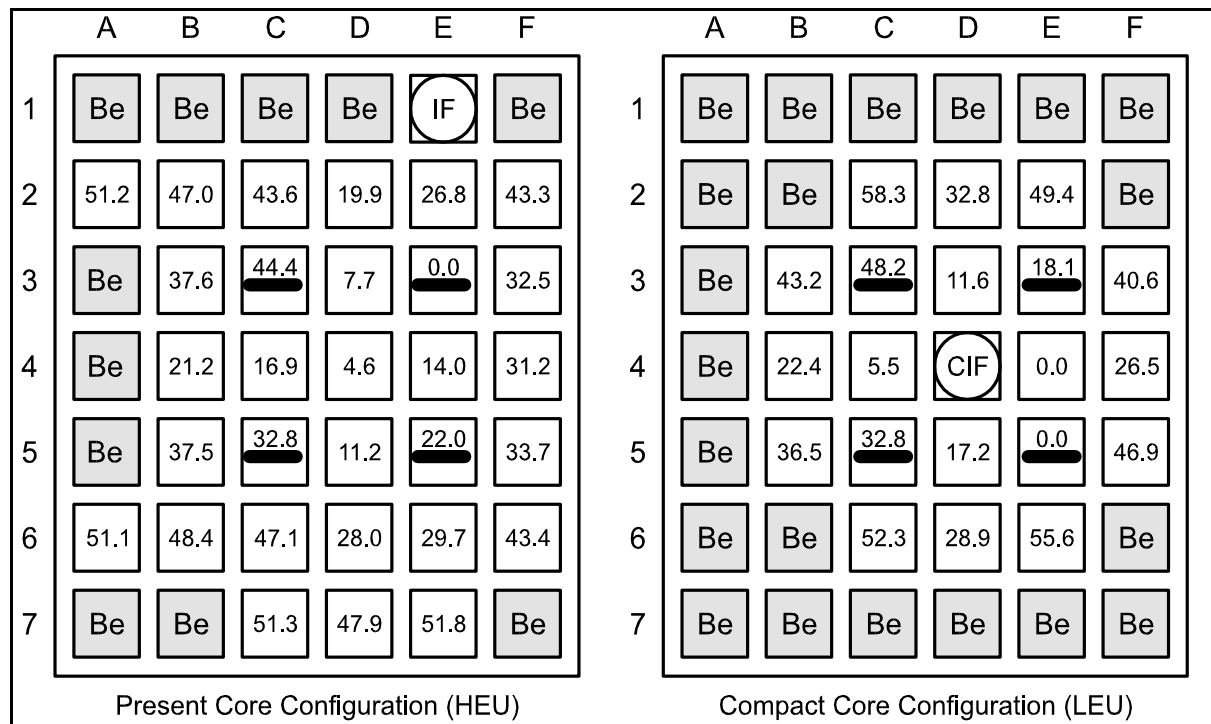 A B C D E F A B C D E F
1 Be Be Be Be IF Be 1 Be Be Be Be Be Be
2 51.2 47.0 43.6 19.9 26.8 43.3 2 Be Be 58.3 32.8 49.4 Be
3 Be 37.6 44.4 7.7 0.0 32.5 3 Be 43.2 48.2 11.6 18.1 40.6
4 Be 21.2 16.9 4.6 14.0 31.2 4 Be 22.4 5.5 CIF 0.0 26.5
5 Be 37.5 32.8 11.2 22.0 33.7 5 Be 36.5 32.8 17.2 0.0 46.9
6 51.1 48.4 47.1 28.0 29.7 43.4 6 Be Be 52.3 28.9 55.6 Be
7 Be Be 51.3 47.9 51.8 Be 7 Be Be Be Be Be Be
Present Core Configuration (HEU) Compact Core Configuration (LEU)